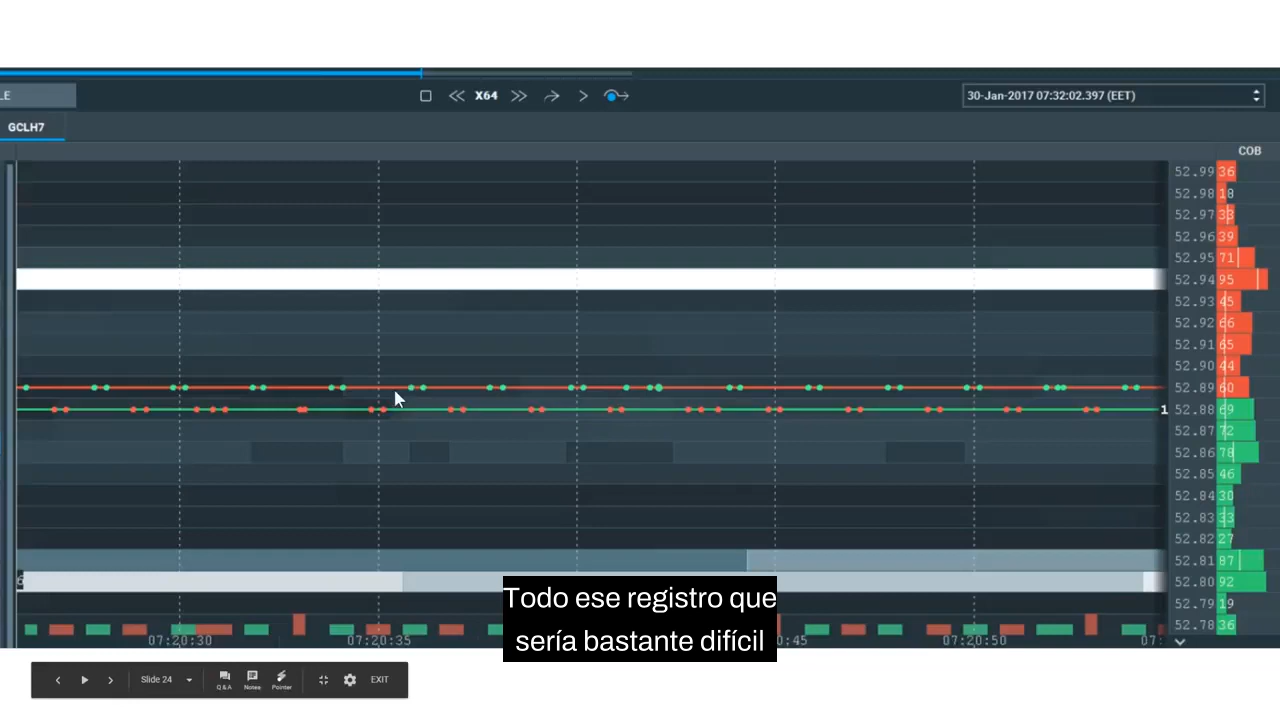 LE
X64
30-Jan-2017 07:32:02.397 (EET)
GCLH7
COB
52.99 36
52.98 18
52.97 33
52.96 39
52.95 71
52.94 95
52.93 45
52.92 66
52.91 65
52.90 44
52.89 60
1 52.88 69
52.87 72
52.86 78
52.85 46
52.84 30
52.83 33
52.82 27
52.81 87
52.80 92
52.79 19
52.78 36
Todo ese registro que
sería bastante difícil
07:20:30 07:20:35 :45 07:20:50 07:
Slide 24 Q & A Notes Pointer EXIT